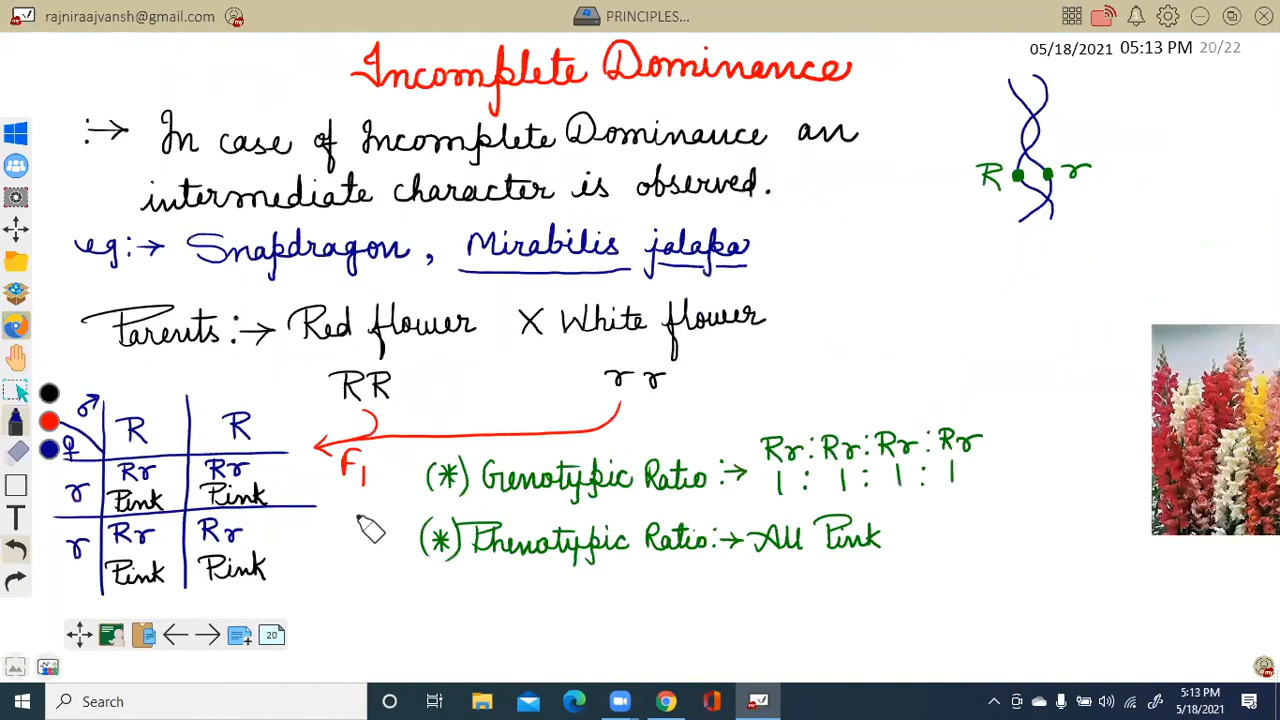 rajniraajvansh@gmail.com
PRINCIPLES...
05/18/2021 05:13 PM 20/22
Incomplete Dominance
:→ In case of Incomplete Dominance an
intermediate character is observed.
R r
eg:→ Snapdragon, Mirabilis jalapa
Parents:→ Red flower X White flower
RR rr
♂ R R
♀
r Rr Rr
Pink Pink
r Rr Rr
Pink Pink
F1
(*) Genotypic Ratio:→ Rr : Rr : Rr : Rr
1 : 1 : 1 : 1
(*) Phenotypic Ratio:→ All Pink
T
20
Search
5:13 PM
5/18/2021